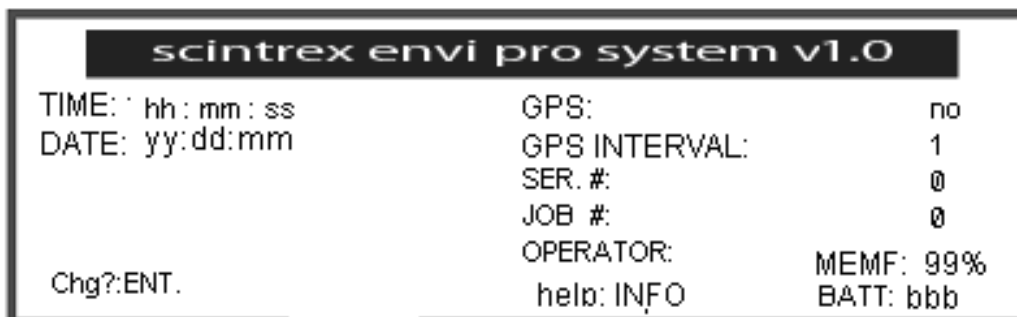 scintrex envi pro system v1.0
TIME: hh : mm : ss GPS: no
DATE: yy:dd:mm GPS INTERVAL: 1
SER. #: 0
JOB #: 0
OPERATOR: MEMF: 99%
Chg?:ENT. help: INFO BATT: bbb